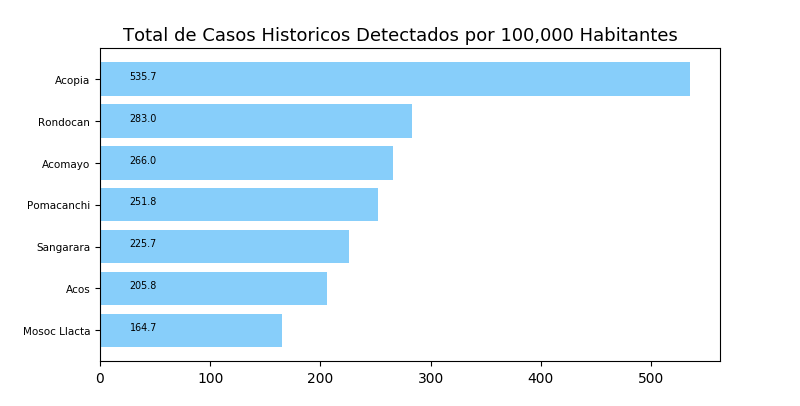 Total de Casos Historicos Detectados por 100,000 Habitantes
Acopia 535.7
Rondocan 283.0
Acomayo 266.0
Pomacanchi 251.8
Sangarara 225.7
Acos 205.8
Mosoc Llacta 164.7
0 100 200 300 400 500